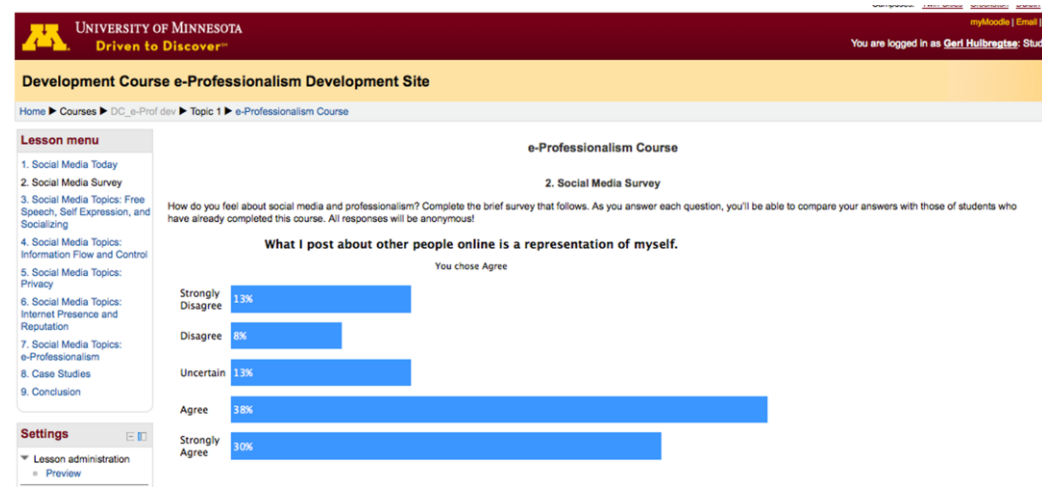 UNIVERSITY OF MINNESOTA
Driven to Discover℠
myMoodle | Email |
You are logged in as Geri Hulbregtse: Stud
Development Course e-Professionalism Development Site
Home ▶ Courses ▶ DC_e-Prof dev ▶ Topic 1 ▶ e-Professionalism Course
Lesson menu
1. Social Media Today
2. Social Media Survey
3. Social Media Topics: Free
Speech, Self Expression, and
Socializing
4. Social Media Topics:
Information Flow and Control
5. Social Media Topics:
Privacy
6. Social Media Topics:
Internet Presence and
Reputation
7. Social Media Topics:
e-Professionalism
8. Case Studies
9. Conclusion
Settings
Lesson administration
Preview
e-Professionalism Course
2. Social Media Survey
How do you feel about social media and professionalism? Complete the brief survey that follows. As you answer each question, you'll be able to compare your answers with those of students who
have already completed this course. All responses will be anonymous!
What I post about other people online is a representation of myself.
You chose Agree
Strongly
Disagree 13%
Disagree 8%
Uncertain 13%
Agree 38%
Strongly
Agree 30%